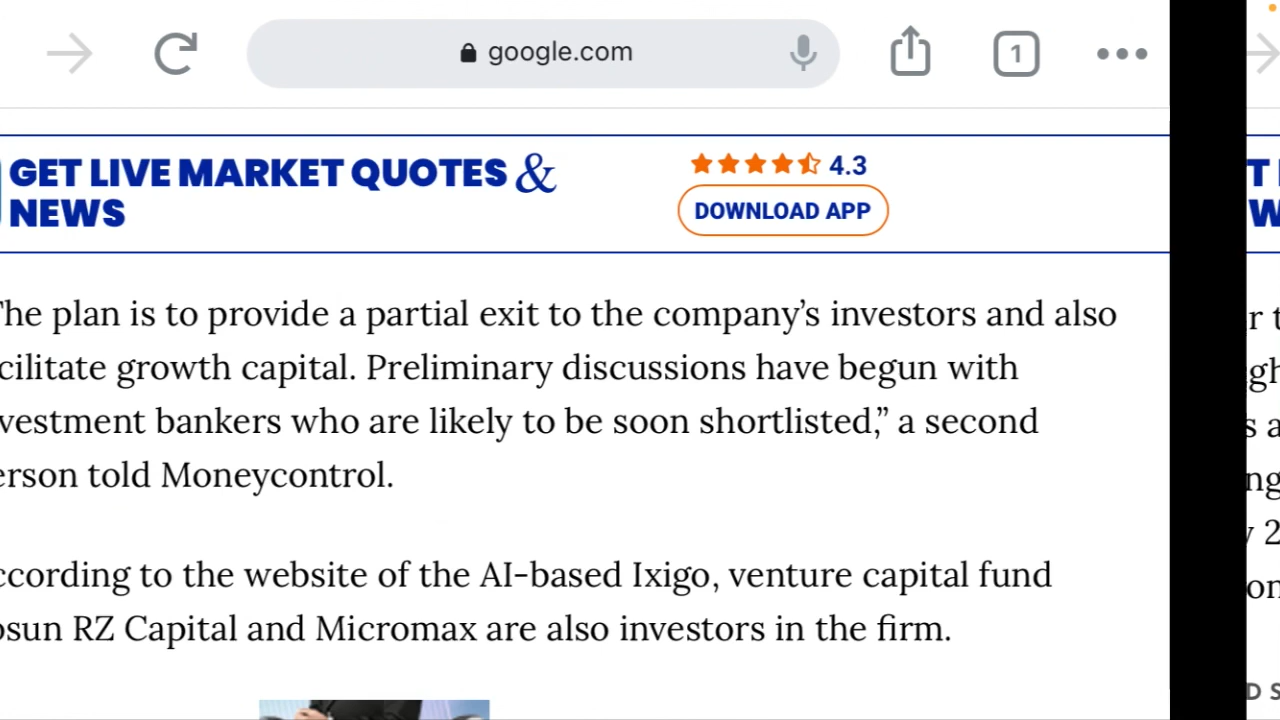 google.com
1
GET LIVE MARKET QUOTES &
NEWS
4.3
DOWNLOAD APP
The plan is to provide a partial exit to the company’s investors and also
cilitate growth capital. Preliminary discussions have begun with
vestment bankers who are likely to be soon shortlisted,” a second
erson told Moneycontrol.
ccording to the website of the AI-based Ixigo, venture capital fund
osun RZ Capital and Micromax are also investors in the firm.